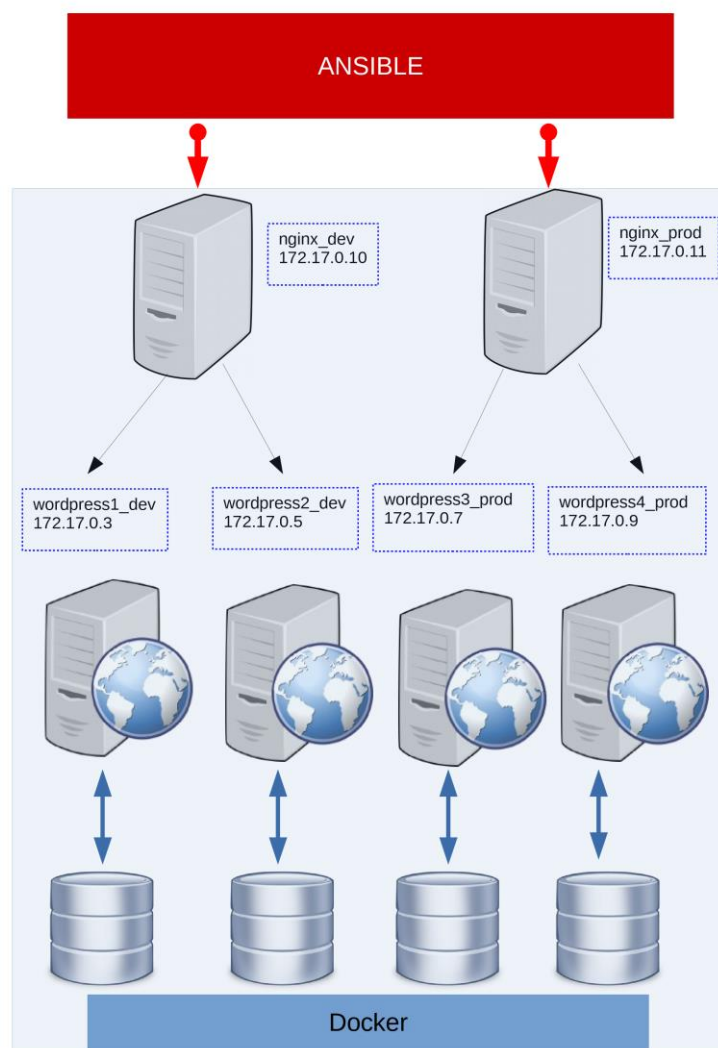 ANSIBLE
nginx_dev
172.17.0.10
nginx_prod
172.17.0.11
wordpress1_dev
172.17.0.3
wordpress2_dev
172.17.0.5
wordpress3_prod
172.17.0.7
wordpress4_prod
172.17.0.9
Docker